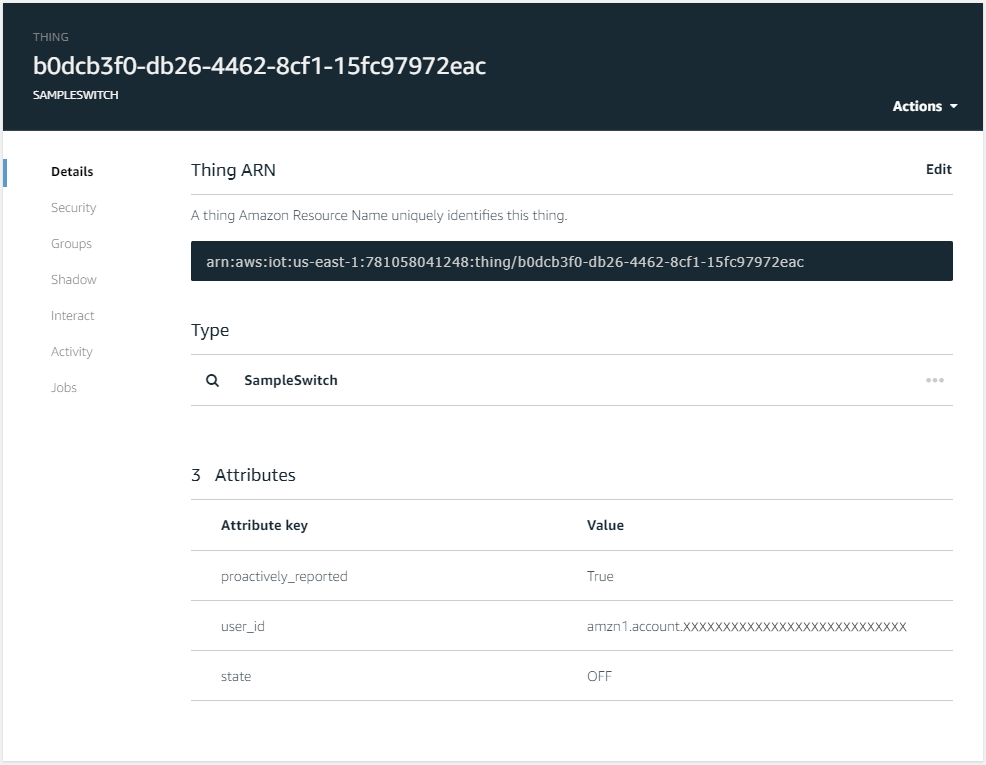 THING
b0dcb3f0-db26-4462-8cf1-15fc97972eac
SAMPLESWITCH
Actions
Details
Security
Groups
Shadow
Interact
Activity
Jobs
Thing ARN
Edit
A thing Amazon Resource Name uniquely identifies this thing.
arn:aws:iot:us-east-1:781058041248:thing/b0dcb3f0-db26-4462-8cf1-15fc97972eac
Type
SampleSwitch
3 Attributes
Attribute key Value
proactively_reported True
user_id amzn1.account.XXXXXXXXXXXXXXXXXXXXXXXXXXXX
state OFF